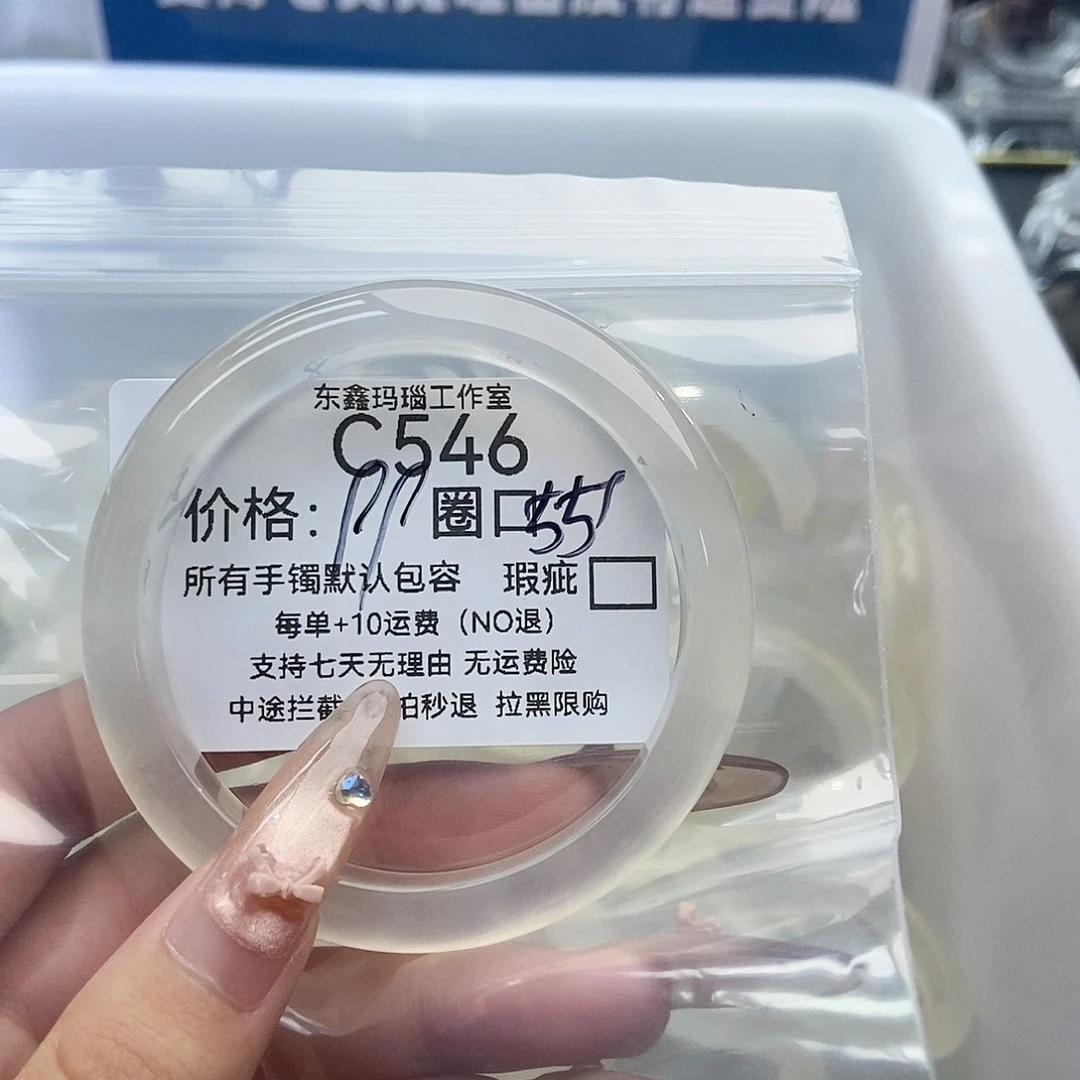 东鑫玛瑙工作室
C546
价格: 圈口55
所有手镯默认包容 瑕疵
每单+10运费（NO退）
支持七天无理由 无运费险
中途拦截 拍秒退 拉黑限购